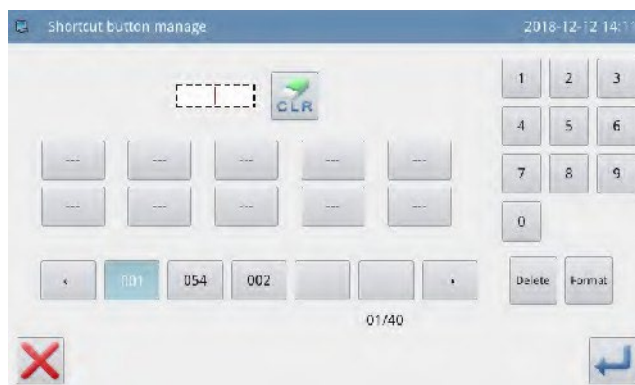 Shortcut button manage 2018-12-12 14:11
1 2 3
CLR
4 5 6
--- --- --- --- ---
7 8 9
--- --- --- --- ---
0
‹ 001 054 002 › Delete Format
01/40